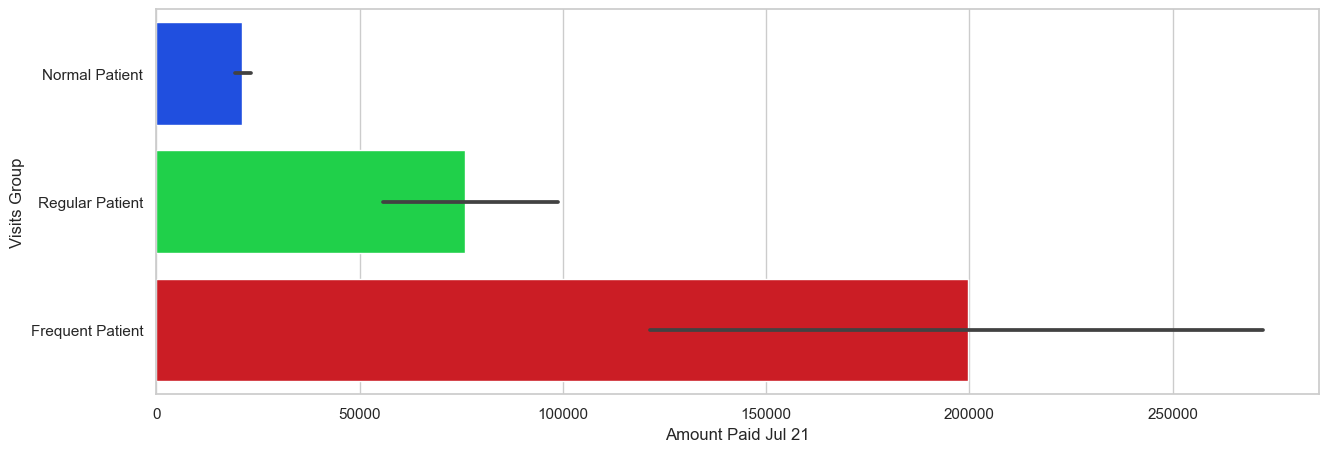 Visits Group
Normal Patient
Regular Patient
Frequent Patient
0 50000 100000 150000 200000 250000
Amount Paid Jul 21